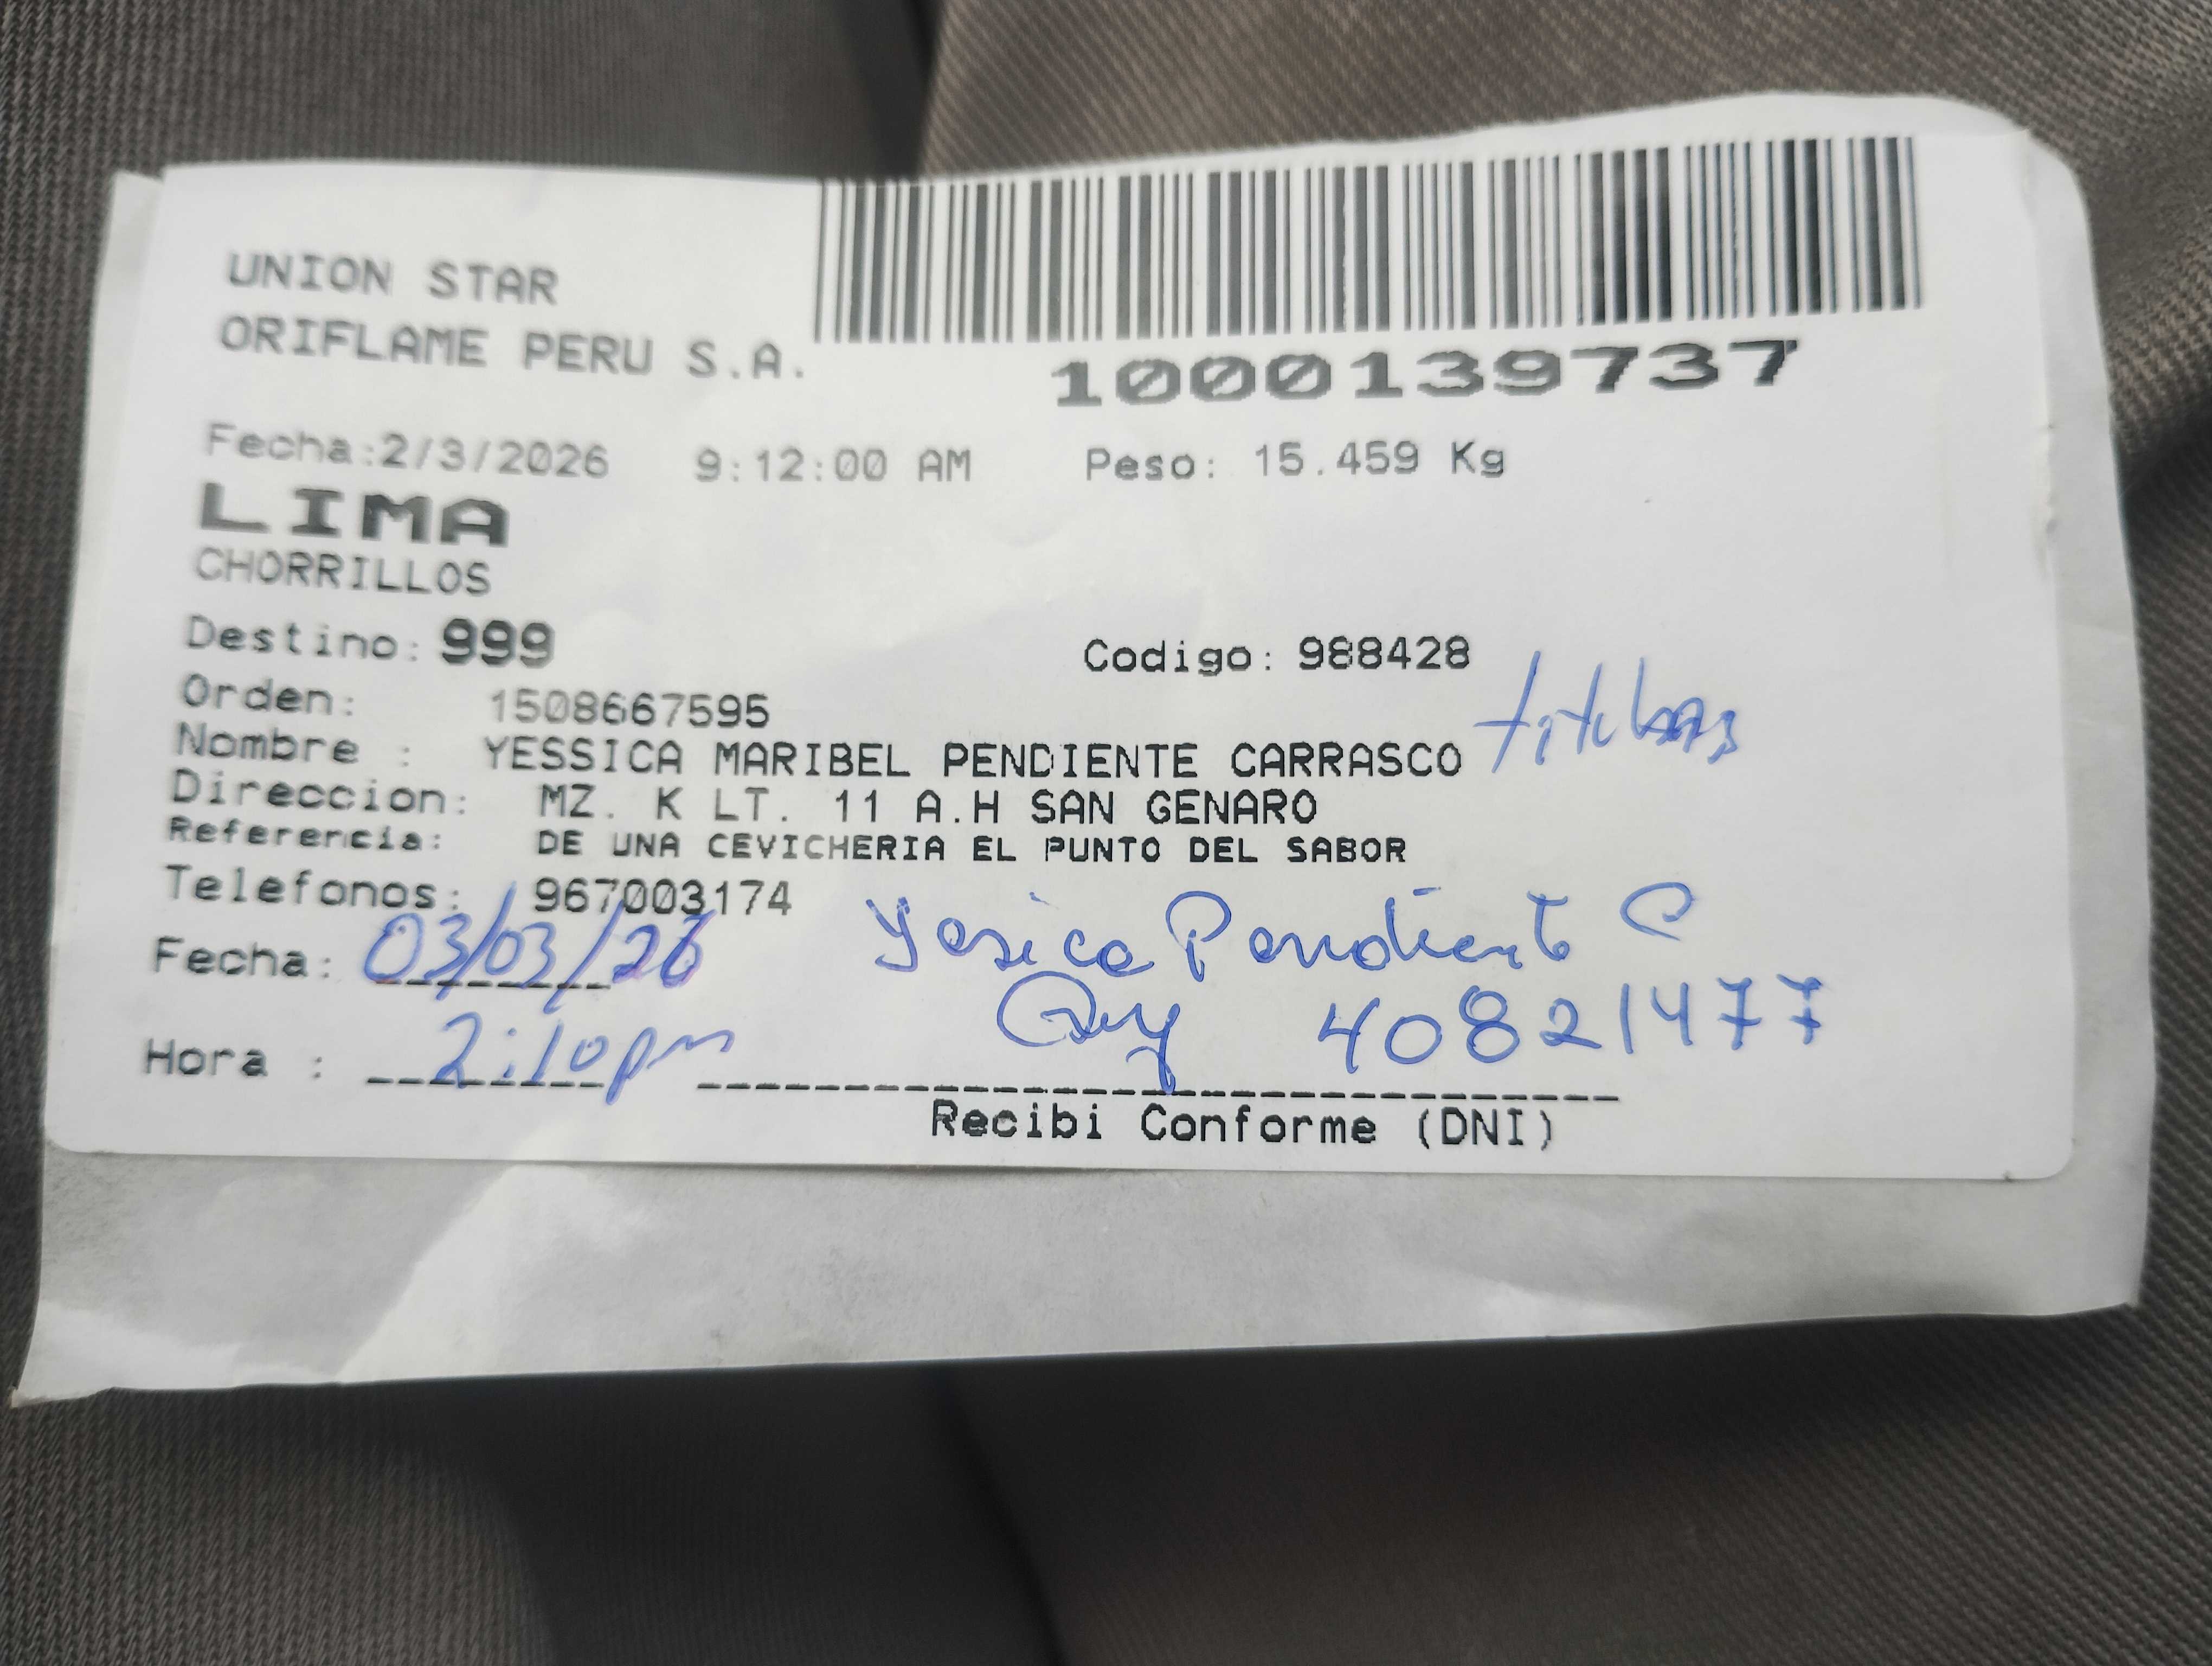 UNION STAR
ORIFLAME PERU S.A.
1000139737
Fecha:2/3/2026 9:12:00 AM Peso: 15.459 Kg
LIMA
CHORRILLOS
Destino: 999 Codigo: 988428
Orden: 1508667595
Nombre : YESSICA MARIBEL PENDIENTE CARRASCO
Direccion: MZ. K LT. 11 A.H SAN GENARO
Referencia: DE UNA CEVICHERIA EL PUNTO DEL SABOR
Telefonos: 967003174
Yesica Pendiente C
Fecha: 03/03/26
40821477
Hora : 2:10pm
Recibi Conforme (DNI)